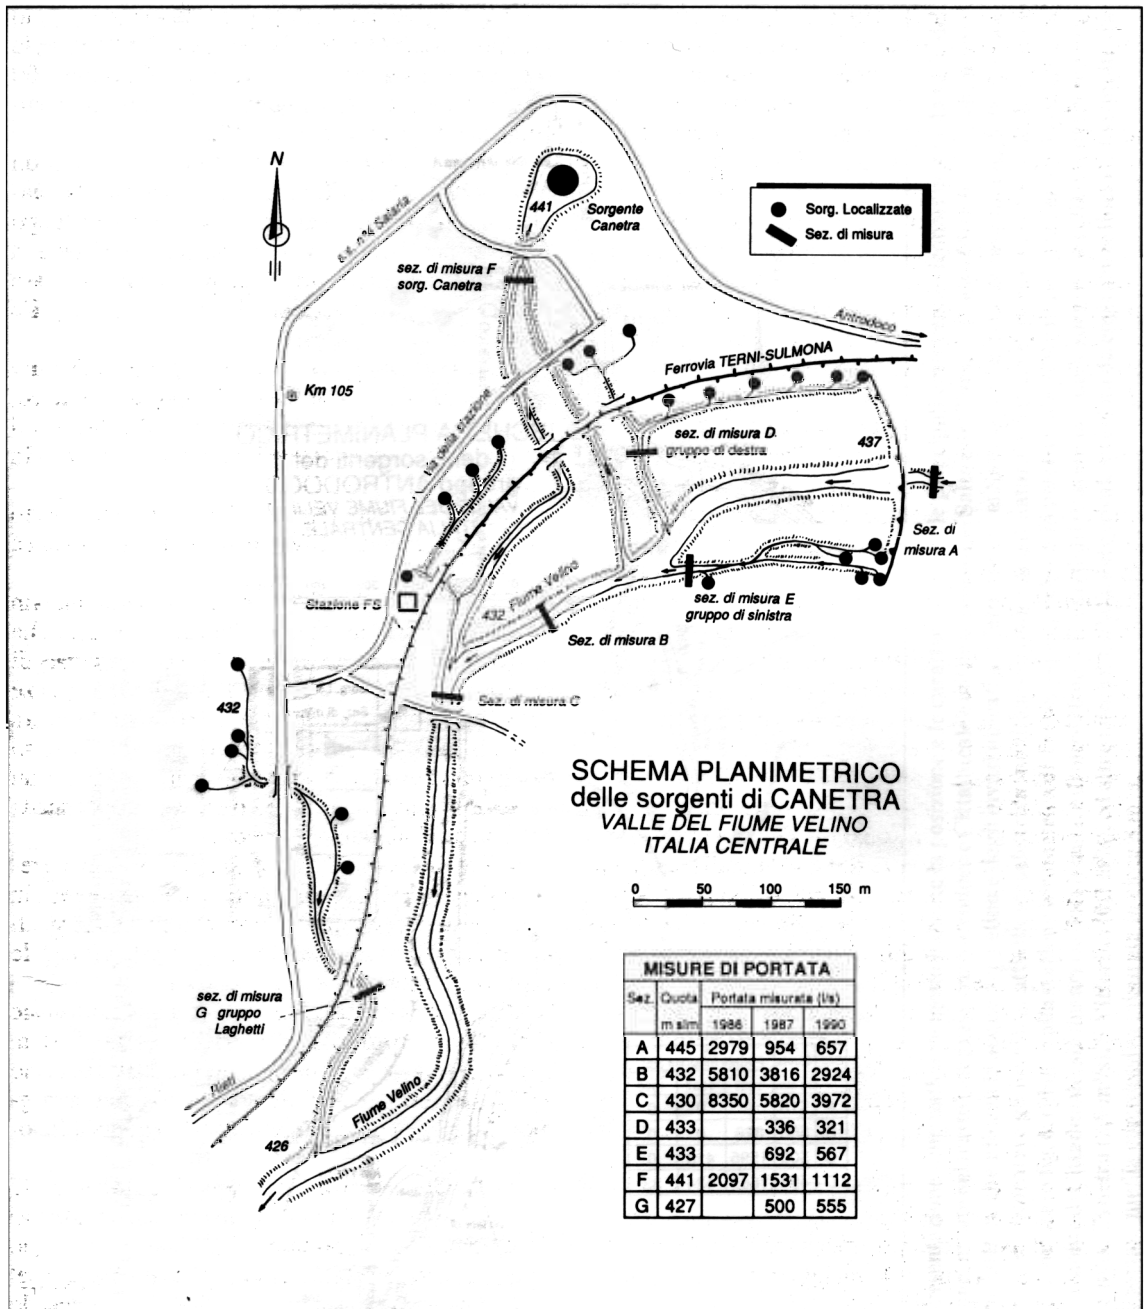 N
s.s. n°4 Salaria
441
Sorgente
Canetra
Sorg. Localizzate
Sez. di misura
sez. di misura F
sorg. Canetra
Antrodoco
Ferrovia TERNI-SULMONA
Km 105
Via della stazione
sez. di misura D
gruppo di destra
437
Sez. di
misura A
Stazione FS
432
Fiume Velino
sez. di misura E
gruppo di sinistra
Sez. di misura B
432
Sez. di misura C
SCHEMA PLANIMETRICO
delle sorgenti di CANETRA
VALLE DEL FIUME VELINO
ITALIA CENTRALE
0 50 100 150 m
sez. di misura
G gruppo
Laghetti
Rieti
Fiume Velino
426
MISURE DI PORTATA
Sez. Quota Portata misurata (l/s)
m slm 1986 1987 1990
A 445 2979 954 657
B 432 5810 3816 2924
C 430 8350 5820 3972
D 433 336 321
E 433 692 567
F 441 2097 1531 1112
G 427 500 555